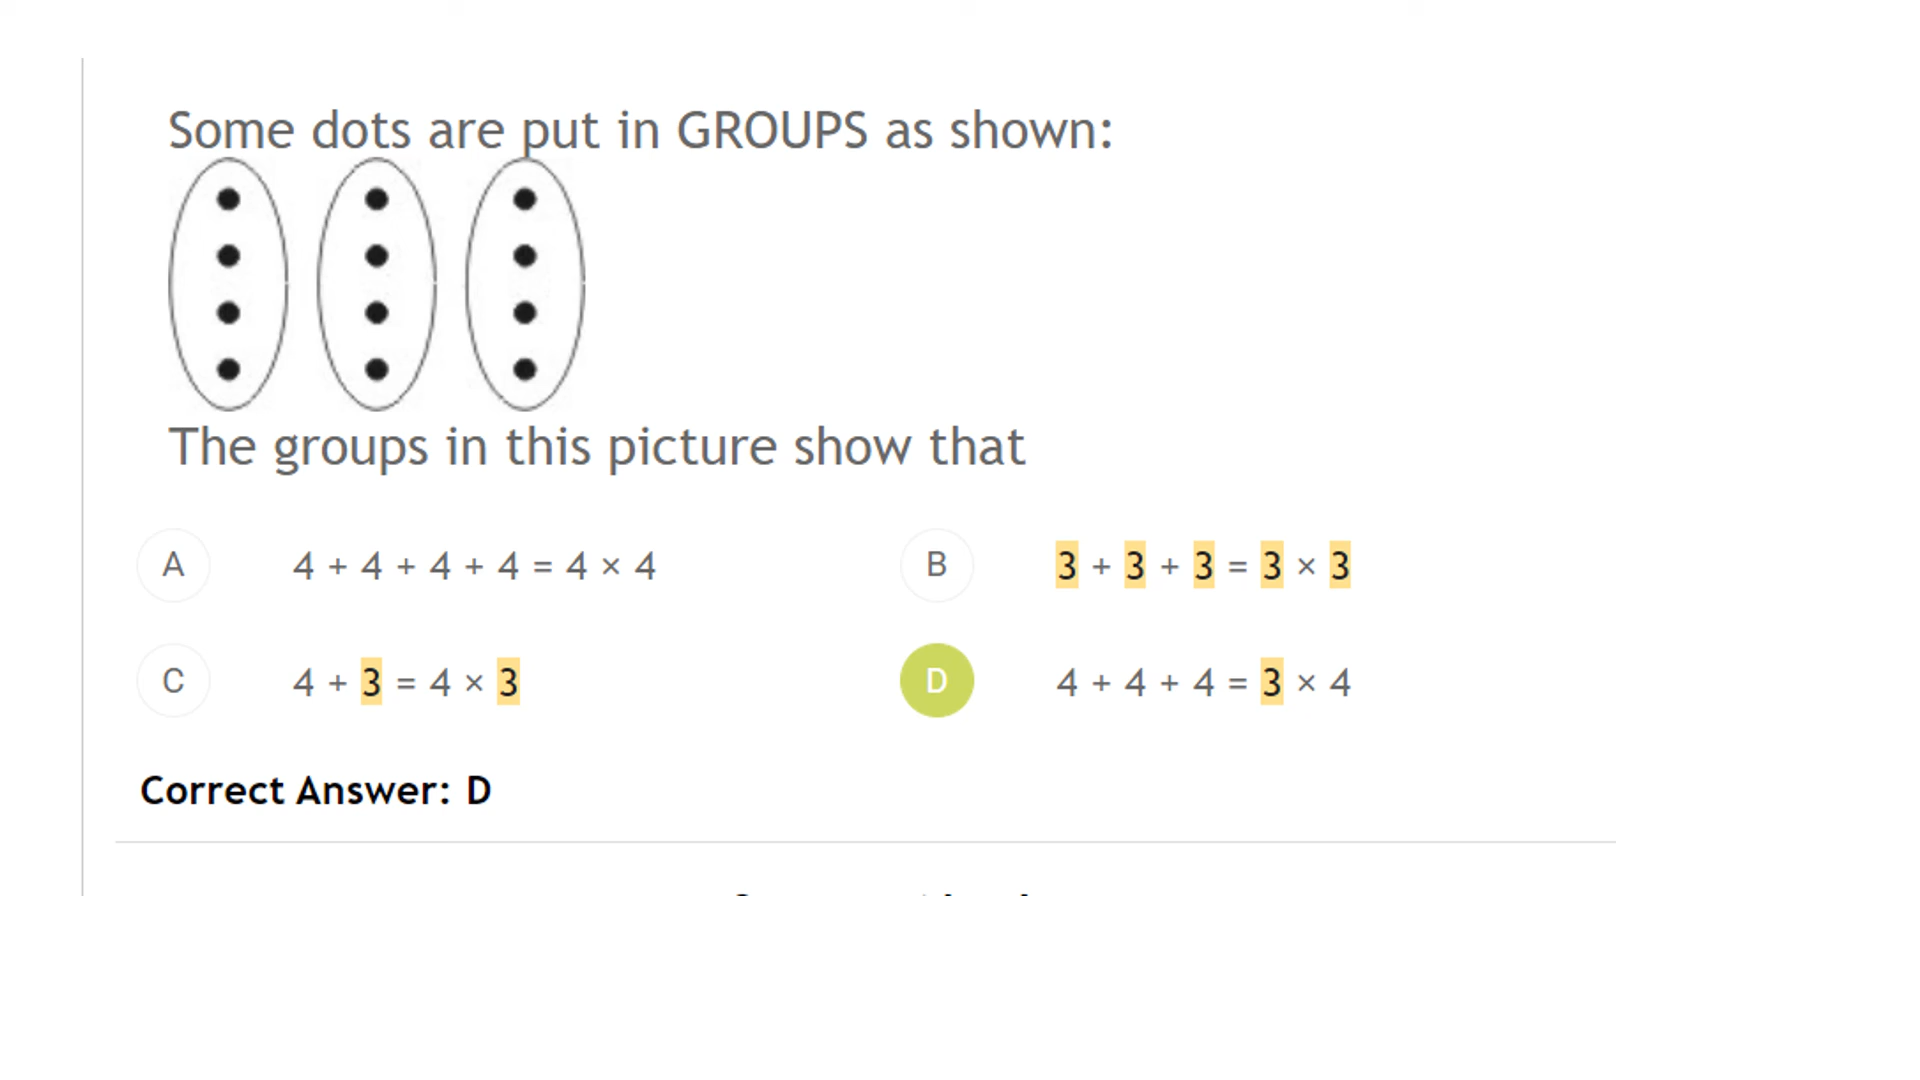 Some dots are put in GROUPS as shown:
The groups in this picture show that
A 4 + 4 + 4 + 4 = 4 × 4
B 3 + 3 + 3 = 3 × 3
C 4 + 3 = 4 × 3
D 4 + 4 + 4 = 3 × 4
Correct Answer: D